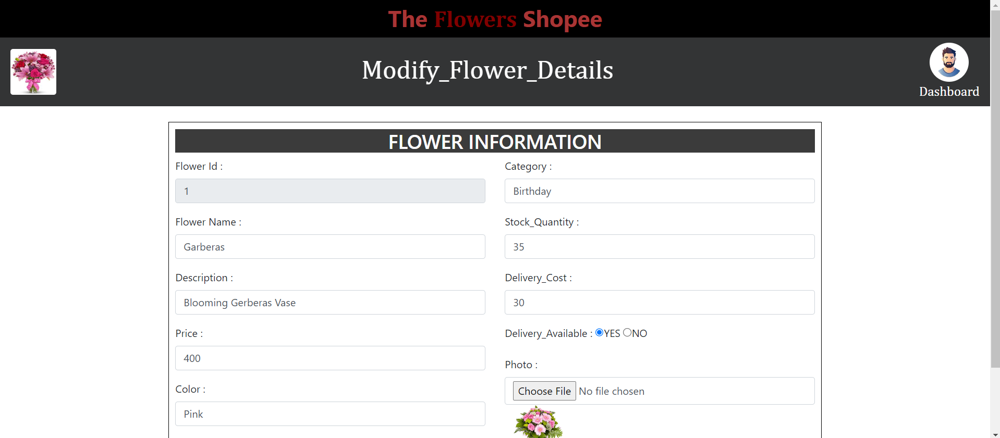 The Flowers Shopee
Modify_Flower_Details
Dashboard
FLOWER INFORMATION
Flower Id :
1
Flower Name :
Garberas
Description :
Blooming Gerberas Vase
Price :
400
Color :
Pink
Category :
Birthday
Stock_Quantity :
35
Delivery_Cost :
30
Delivery_Available : YES NO
Photo :
Choose File No file chosen